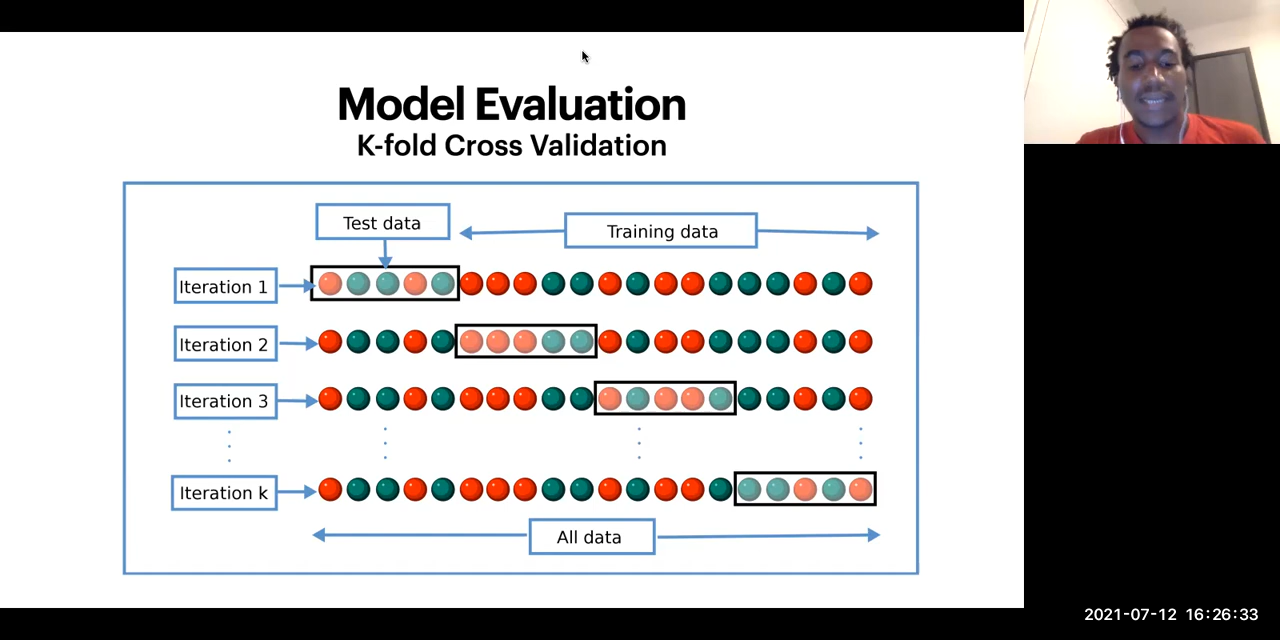 Model Evaluation
K-fold Cross Validation
Test data
Training data
Iteration 1
Iteration 2
Iteration 3
Iteration k
All data
2021-07-12 16:26:33